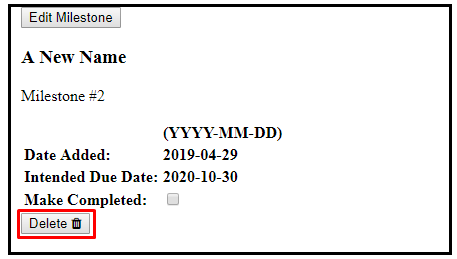 Edit Milestone
A New Name
Milestone #2
(YYYY-MM-DD)
Date Added: 2019-04-29
Intended Due Date: 2020-10-30
Make Completed:
Delete